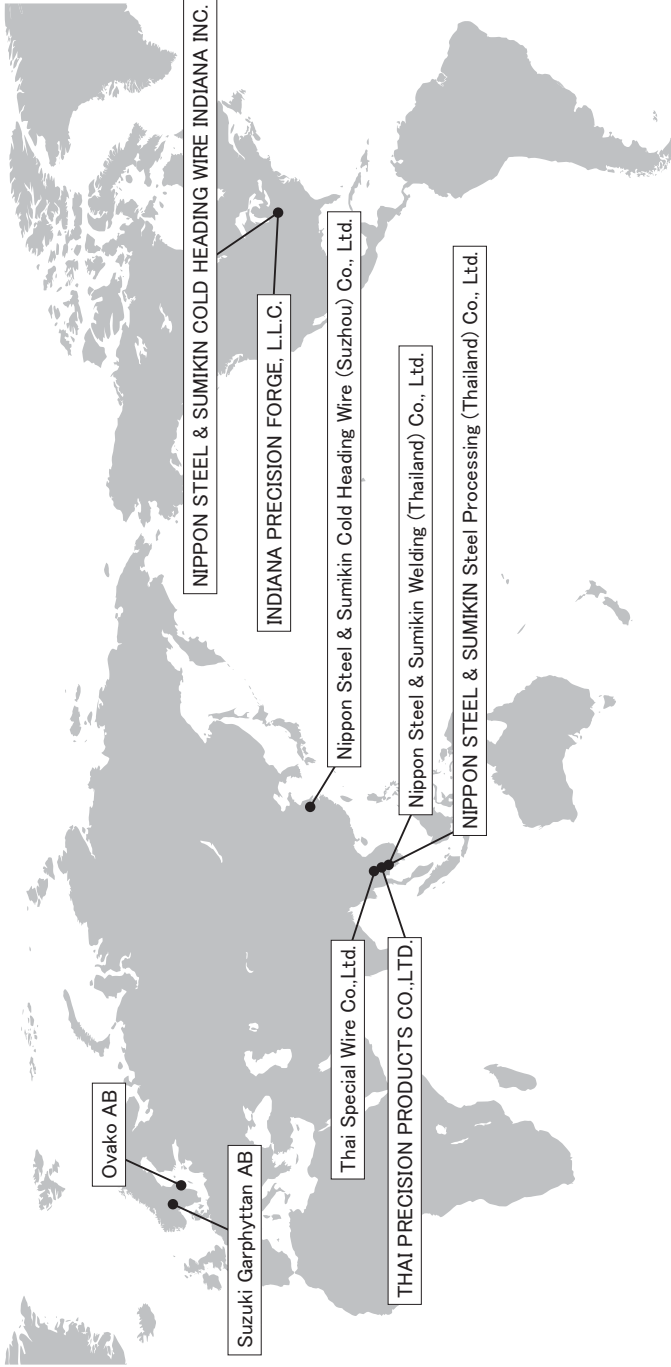 Ovako AB
Suzuki Garphyttan AB
Thai Special Wire Co.,Ltd.
THAI PRECISION PRODUCTS CO.,LTD.
NIPPON STEEL & SUMIKIN COLD HEADING WIRE INDIANA INC.
INDIANA PRECISION FORGE, L.L.C.
Nippon Steel & Sumikin Cold Heading Wire (Suzhou) Co., Ltd.
Nippon Steel & Sumikin Welding (Thailand) Co., Ltd.
NIPPON STEEL & SUMIKIN Steel Processing (Thailand) Co., Ltd.